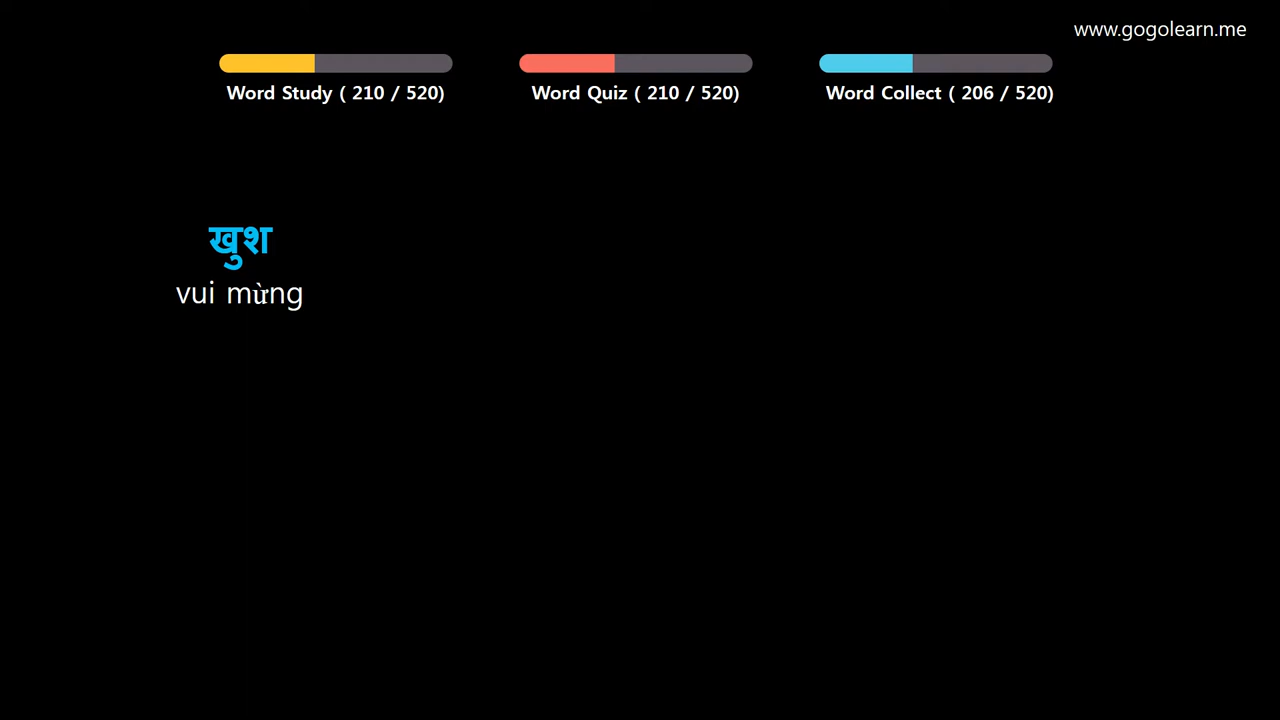 www.gogolearn.me
Word Study ( 210 / 520)
Word Quiz ( 210 / 520)
Word Collect ( 206 / 520)
खुश
vui mừng